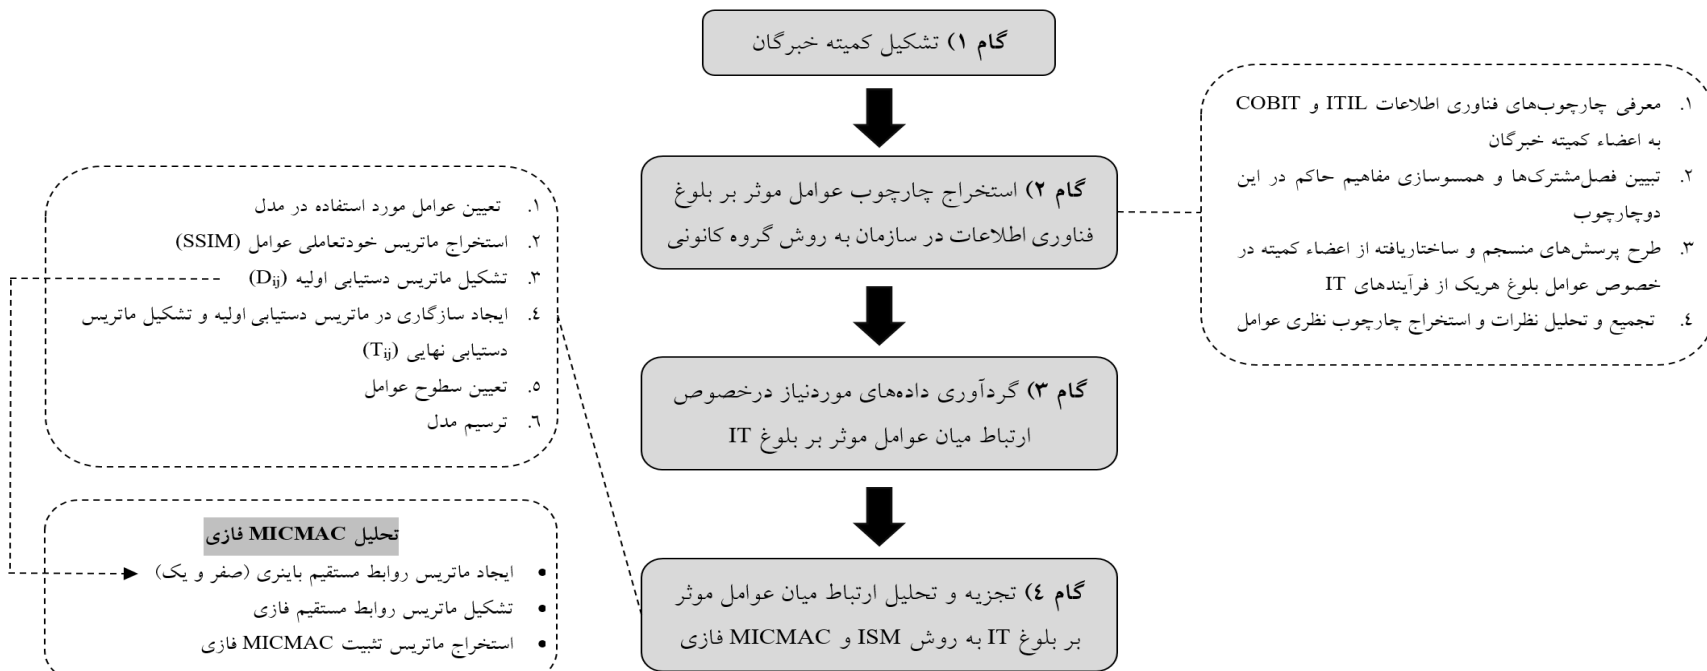 گام ۱) تشکیل کمیته خبرگان
گام ۲) استخراج چارچوب عوامل موثر بر بلوغ
فناوری اطلاعات در سازمان به روش گروه کانونی
۱. معرفی چارچوب‌های فناوری اطلاعات ITIL و COBIT
به اعضاء کمیته خبرگان
۲. تبیین فصل‌مشترک‌ها و همسوسازی مفاهیم حاکم در این
دوچارچوب
۳. طرح پرسش‌های منسجم و ساختاریافته از اعضاء کمیته در
خصوص عوامل بلوغ هریک از فرآیندهای IT
۴. تجمیع و تحلیل نظرات و استخراج چارچوب نظری عوامل
گام ۳) گردآوری داده‌های موردنیاز درخصوص
ارتباط میان عوامل موثر بر بلوغ IT
گام ۴) تجزیه و تحلیل ارتباط میان عوامل موثر
بر بلوغ IT به روش ISM و MICMAC فازی
۱. تعیین عوامل مورد استفاده در مدل
۲. استخراج ماتریس خودتعاملی عوامل (SSIM)
۳. تشکیل ماتریس دستیابی اولیه (Dij)
۴. ایجاد سازگاری در ماتریس دستیابی اولیه و تشکیل ماتریس
دستیابی نهایی (Tij)
۵. تعیین سطوح عوامل
۶. ترسیم مدل
تحلیل MICMAC فازی
• ایجاد ماتریس روابط مستقیم باینری (صفر و یک)
• تشکیل ماتریس روابط مستقیم فازی
• استخراج ماتریس تثبیت MICMAC فازی